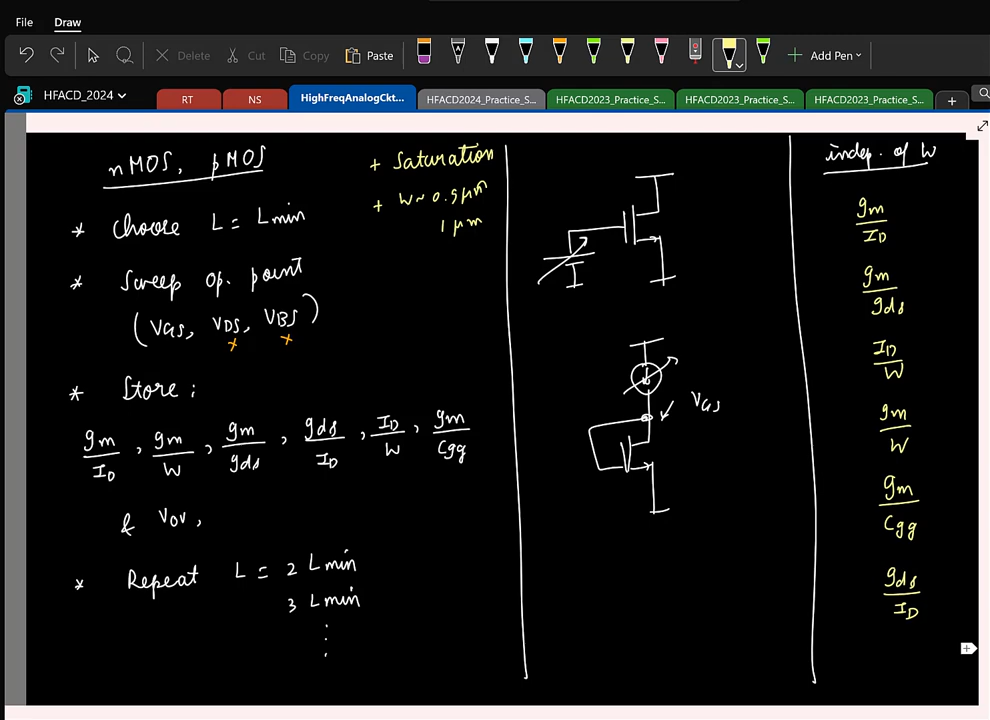 File Draw
Delete Cut Copy Paste Add Pen
HFACD_2024 RT NS HighFreqAnalogCkt... HFACD2024_Practice_S... HFACD2023_Practice_S... HFACD2023_Practice_S... HFACD2023_Practice_S...
nMOS, pMOS
+ Saturation
+ W ~ 0.5 μm
1 μm
* Choose L = Lmin
* Sweep Op. point
(VGS, VDS, VBS)
x x
* Store :
gm/ID , gm/W , gm/gds , gds/ID , ID/W , gm/Cgg
& Vov,
* Repeat L = 2 Lmin
3 Lmin
⋮
VGS
indep. of W
gm/ID
gm/gds
ID/W
gm/W
gm/Cgg
gds/ID